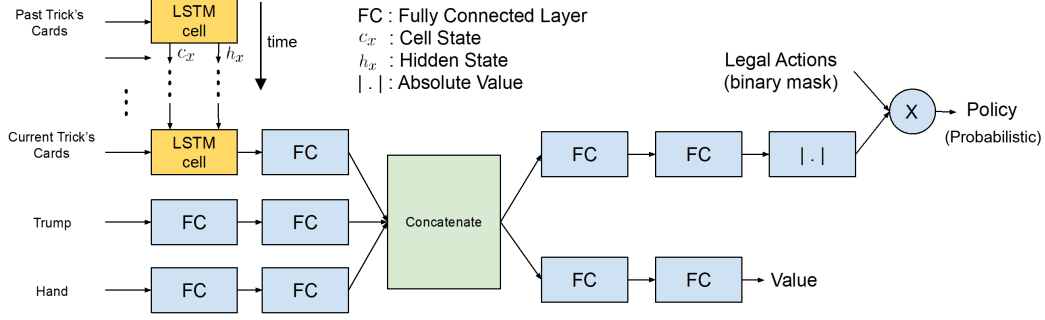 Past Trick's
Cards
LSTM
cell
c_x
h_x
time
FC : Fully Connected Layer
c_x : Cell State
h_x : Hidden State
| . | : Absolute Value
Legal Actions
(binary mask)
X
Policy
(Probabilistic)
Current Trick's
Cards
LSTM
cell
FC
FC
FC
| . |
Trump
FC
FC
Concatenate
Hand
FC
FC
FC
FC
Value